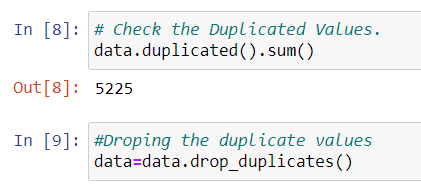 In [8]: # Check the Duplicated Values.
data.duplicated().sum()
Out[8]: 5225
In [9]: #Droping the duplicate values
data=data.drop_duplicates()